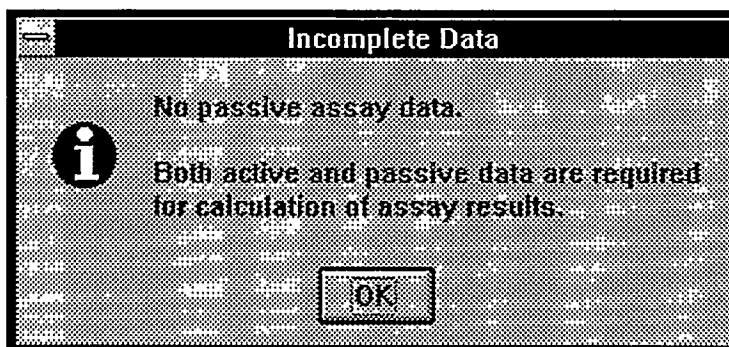 Incomplete Data
No passive assay data.
Both active and passive data are required
for calculation of assay results.
OK